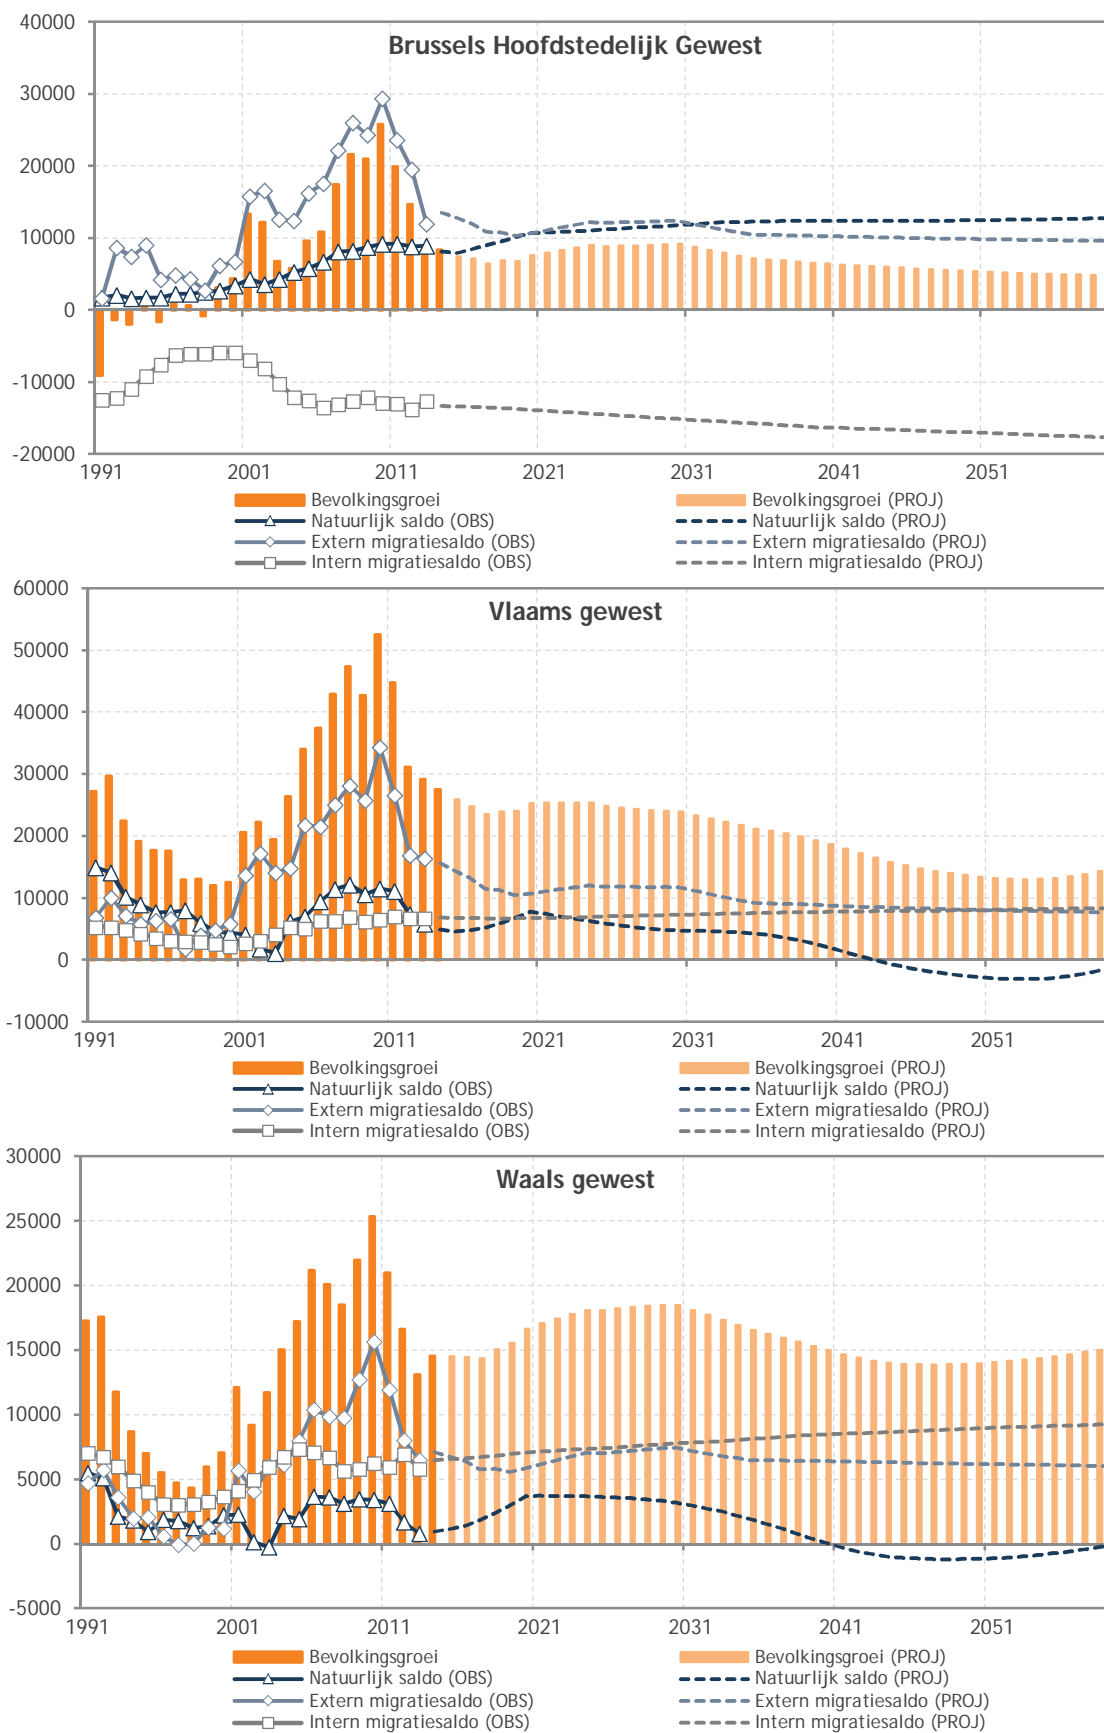 40000
Brussels Hoofdstedelijk Gewest
30000
20000
10000
0
-10000
-20000
1991 2001 2011 2021 2031 2041 2051
Bevolkingsgroei Bevolkingsgroei (PROJ)
Natuurlijk saldo (OBS) Natuurlijk saldo (PROJ)
Extern migratiesaldo (OBS) Extern migratiesaldo (PROJ)
Intern migratiesaldo (OBS) Intern migratiesaldo (PROJ)
60000
Vlaams gewest
50000
40000
30000
20000
10000
0
-10000
1991 2001 2011 2021 2031 2041 2051
Bevolkingsgroei Bevolkingsgroei (PROJ)
Natuurlijk saldo (OBS) Natuurlijk saldo (PROJ)
Extern migratiesaldo (OBS) Extern migratiesaldo (PROJ)
Intern migratiesaldo (OBS) Intern migratiesaldo (PROJ)
30000
Waals gewest
25000
20000
15000
10000
5000
0
-5000
1991 2001 2011 2021 2031 2041 2051
Bevolkingsgroei Bevolkingsgroei (PROJ)
Natuurlijk saldo (OBS) Natuurlijk saldo (PROJ)
Extern migratiesaldo (OBS) Extern migratiesaldo (PROJ)
Intern migratiesaldo (OBS) Intern migratiesaldo (PROJ)